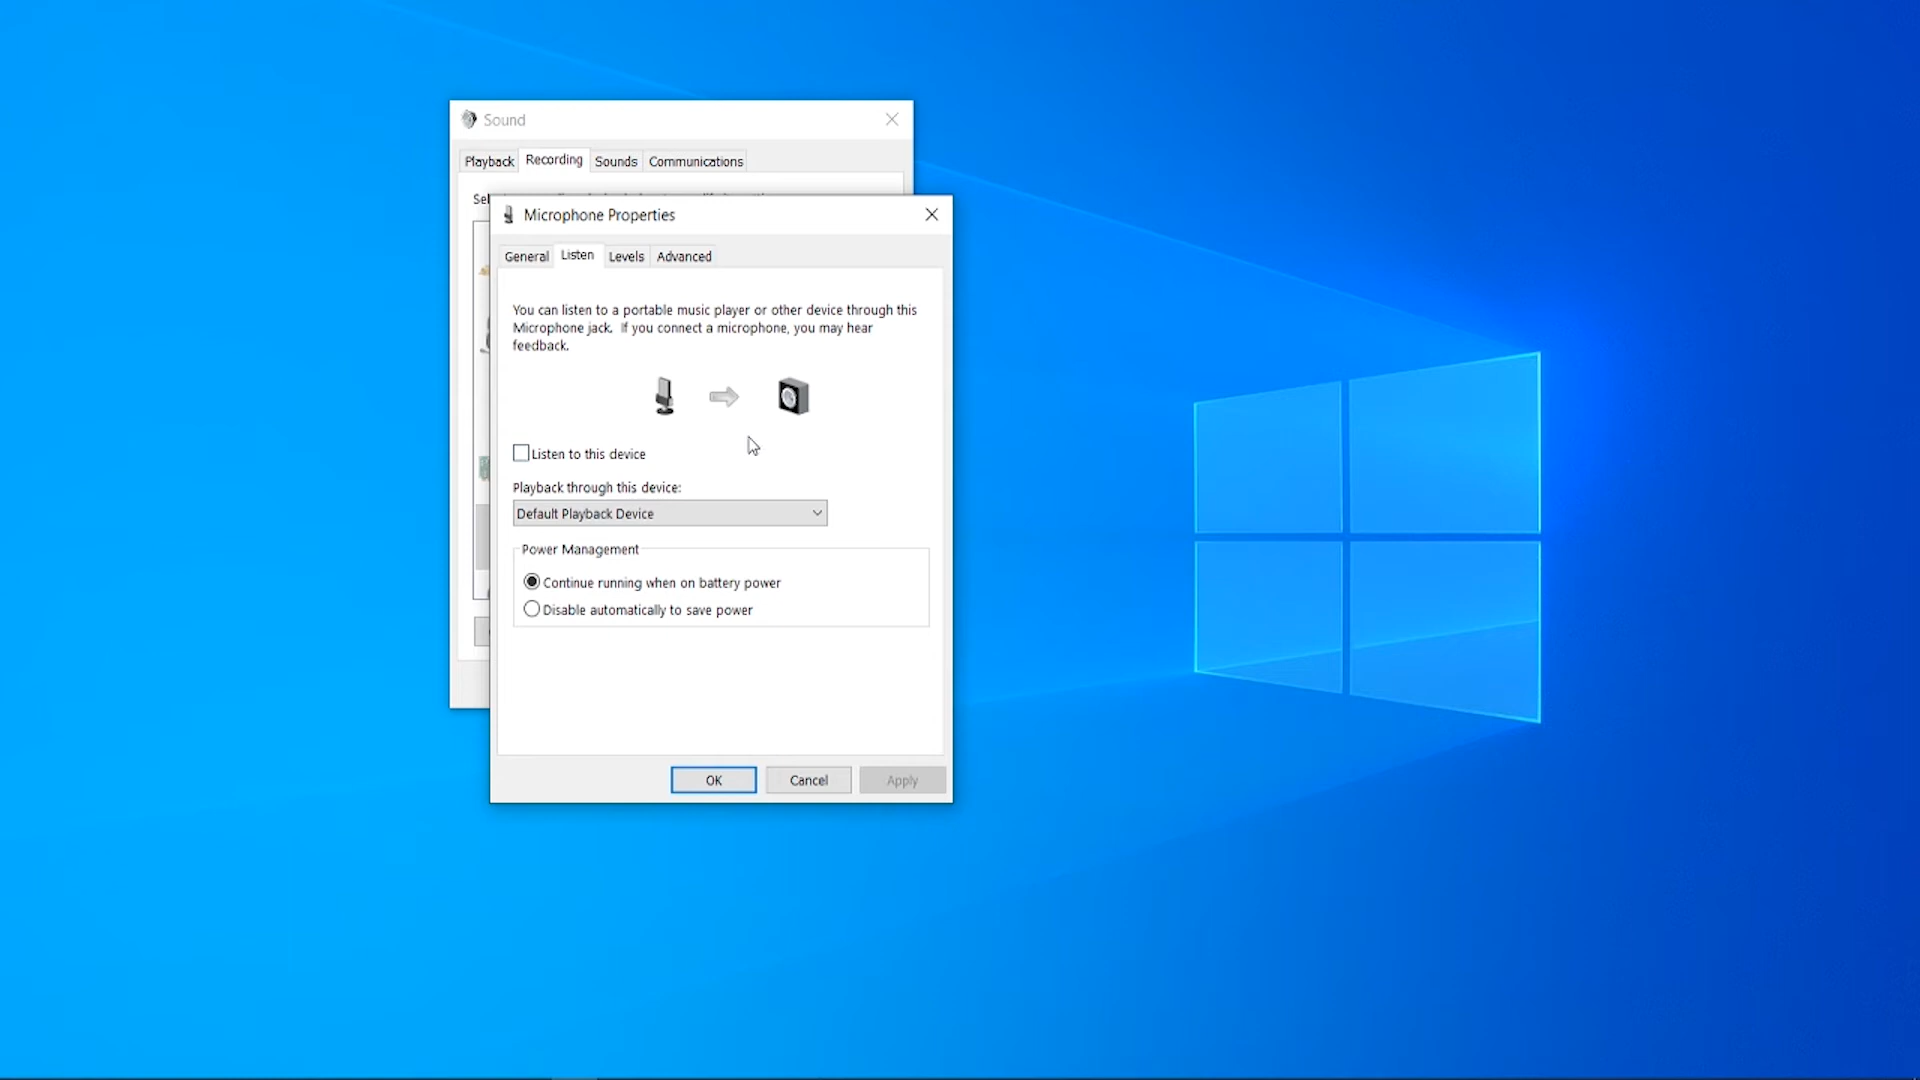 Sound
Playback Recording Sounds Communications
Microphone Properties
General Listen Levels Advanced
You can listen to a portable music player or other device through this
Microphone jack. If you connect a microphone, you may hear
feedback.
Listen to this device
Playback through this device:
Default Playback Device
Power Management
Continue running when on battery power
Disable automatically to save power
OK Cancel Apply